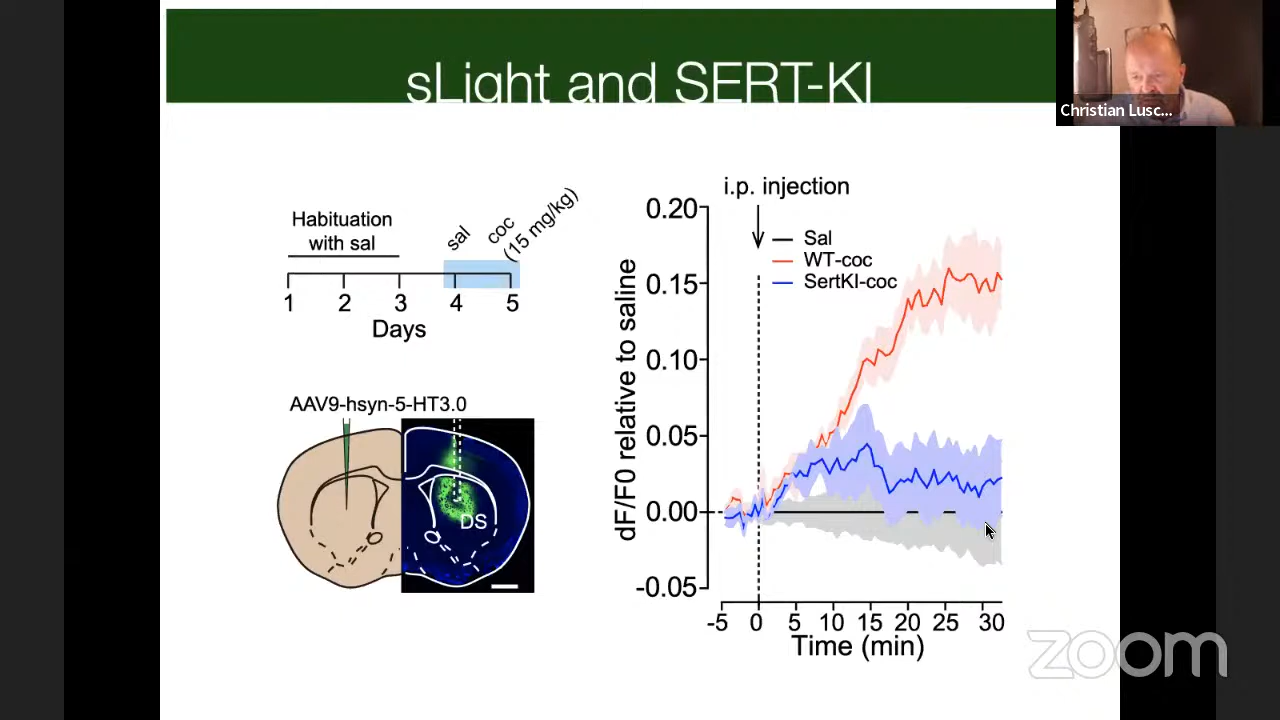 sLight and SERT-KI
Christian Lusc...
Habituation
with sal
sal
coc
(15 mg/kg)
1 2 3 4 5
Days
AAV9-hsyn-5-HT3.0
DS
i.p. injection
Sal
WT-coc
SertKI-coc
dF/F0 relative to saline
0.20
0.15
0.10
0.05
0.00
-0.05
-5 0 5 10 15 20 25 30
Time (min)
zoom